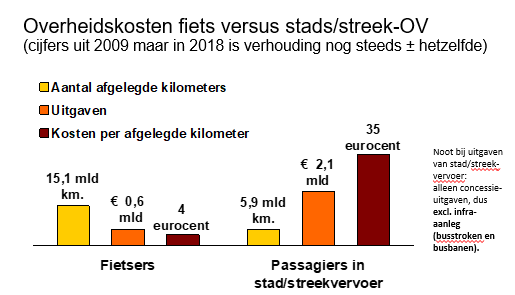 Overheidskosten fiets versus stads/streek-OV
(cijfers uit 2009 maar in 2018 is verhouding nog steeds ± hetzelfde)
Aantal afgelegde kilometers
Uitgaven
Kosten per afgelegde kilometer
15,1 mld
km.
€ 0,6
mld
4
eurocent
5,9 mld
km.
€ 2,1
mld
35
eurocent
Fietsers
Passagiers in
stad/streekvervoer
Noot bij uitgaven
van stad/streek-
vervoer:
alleen concessie-
uitgaven, dus
excl. infra-
aanleg
(busstroken en
busbanen).